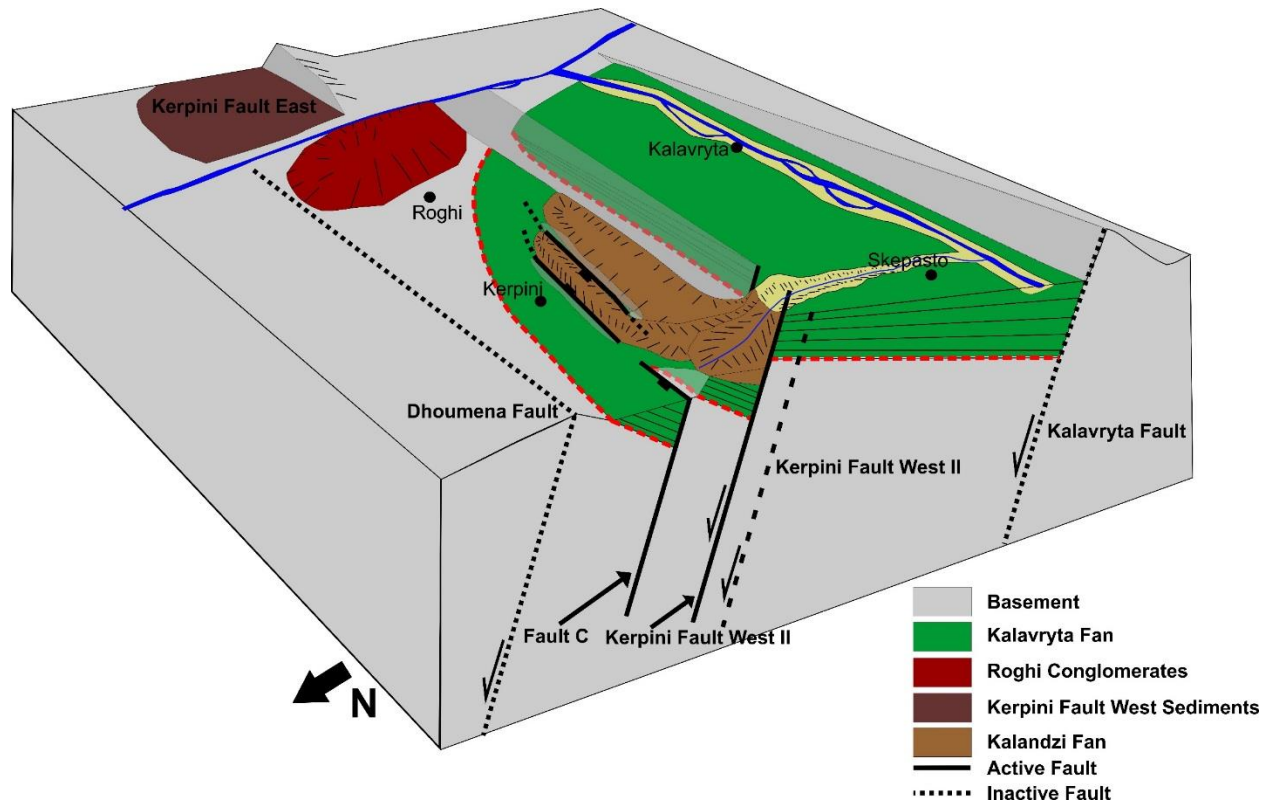 Kerpini Fault East
Kalavryta
Roghi
Skepasto
Kerpini
Dhoumena Fault
Kalavryta Fault
Kerpini Fault West II
Fault C
Kerpini Fault West II
N
Basement
Kalavryta Fan
Roghi Conglomerates
Kerpini Fault West Sediments
Kalandzi Fan
Active Fault
Inactive Fault